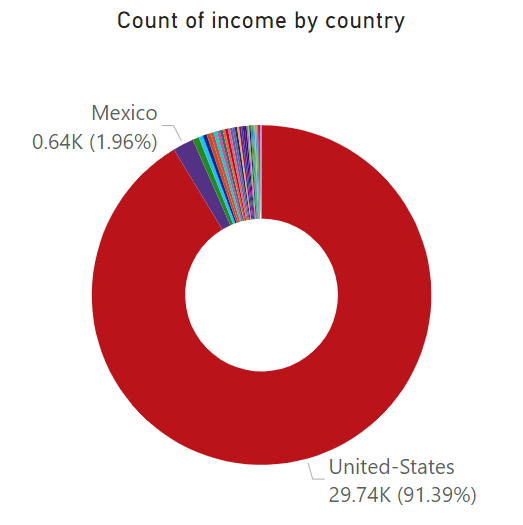 Count of income by country
Mexico
0.64K (1.96%)
United-States
29.74K (91.39%)